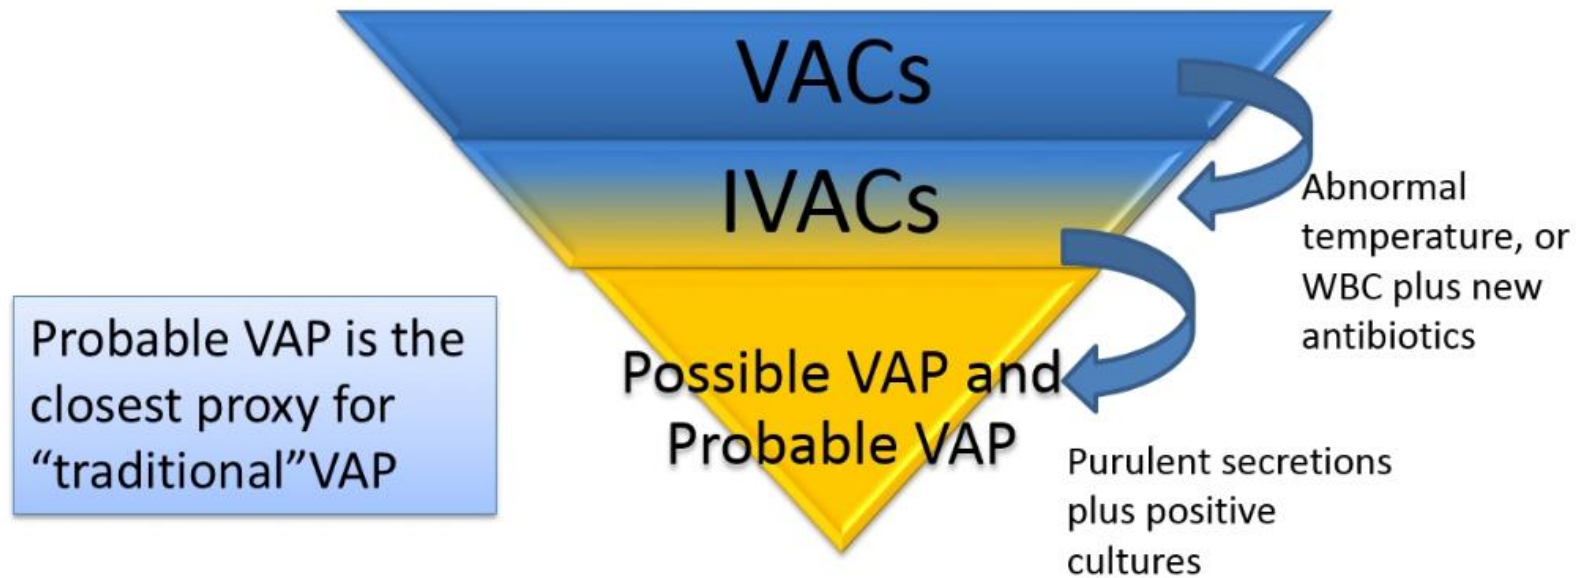 VACs
IVACs
Abnormal
temperature, or
WBC plus new
antibiotics
Probable VAP is the
closest proxy for
“traditional”VAP
Possible VAP and
Probable VAP
Purulent secretions
plus positive
cultures